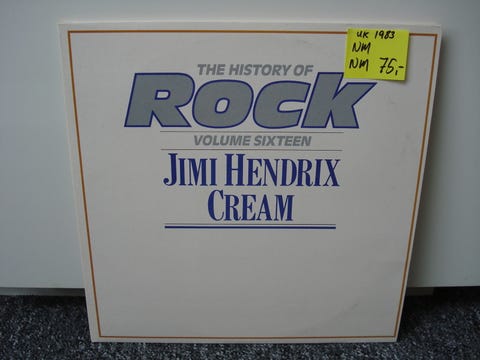 UK 1983
NM
NM 75,-
THE HISTORY OF
ROCK
VOLUME SIXTEEN
JIMI HENDRIX
CREAM